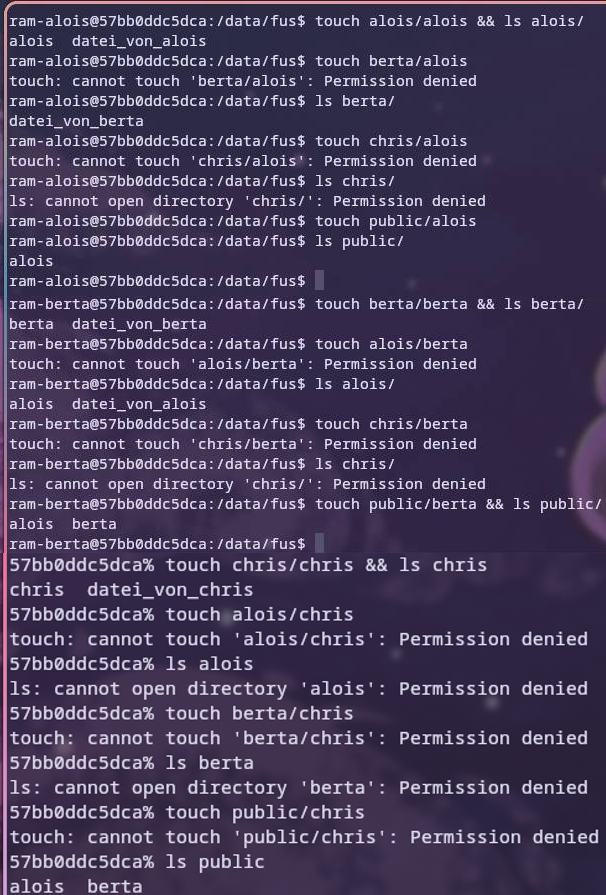 ram-alois@57bb0ddc5dca:/data/fus$ touch alois/alois && ls alois/
alois  datei_von_alois
ram-alois@57bb0ddc5dca:/data/fus$ touch berta/alois
touch: cannot touch 'berta/alois': Permission denied
ram-alois@57bb0ddc5dca:/data/fus$ ls berta/
datei_von_berta
ram-alois@57bb0ddc5dca:/data/fus$ touch chris/alois
touch: cannot touch 'chris/alois': Permission denied
ram-alois@57bb0ddc5dca:/data/fus$ ls chris/
ls: cannot open directory 'chris/': Permission denied
ram-alois@57bb0ddc5dca:/data/fus$ touch public/alois
ram-alois@57bb0ddc5dca:/data/fus$ ls public/
alois
ram-alois@57bb0ddc5dca:/data/fus$
ram-berta@57bb0ddc5dca:/data/fus$ touch berta/berta && ls berta/
berta  datei_von_berta
ram-berta@57bb0ddc5dca:/data/fus$ touch alois/berta
touch: cannot touch 'alois/berta': Permission denied
ram-berta@57bb0ddc5dca:/data/fus$ ls alois/
alois  datei_von_alois
ram-berta@57bb0ddc5dca:/data/fus$ touch chris/berta
touch: cannot touch 'chris/berta': Permission denied
ram-berta@57bb0ddc5dca:/data/fus$ ls chris/
ls: cannot open directory 'chris/': Permission denied
ram-berta@57bb0ddc5dca:/data/fus$ touch public/berta && ls public/
alois  berta
ram-berta@57bb0ddc5dca:/data/fus$
57bb0ddc5dca% touch chris/chris && ls chris
chris  datei_von_chris
57bb0ddc5dca% touch alois/chris
touch: cannot touch 'alois/chris': Permission denied
57bb0ddc5dca% ls alois
ls: cannot open directory 'alois': Permission denied
57bb0ddc5dca% touch berta/chris
touch: cannot touch 'berta/chris': Permission denied
57bb0ddc5dca% ls berta
ls: cannot open directory 'berta': Permission denied
57bb0ddc5dca% touch public/chris
touch: cannot touch 'public/chris': Permission denied
57bb0ddc5dca% ls public
alois  berta